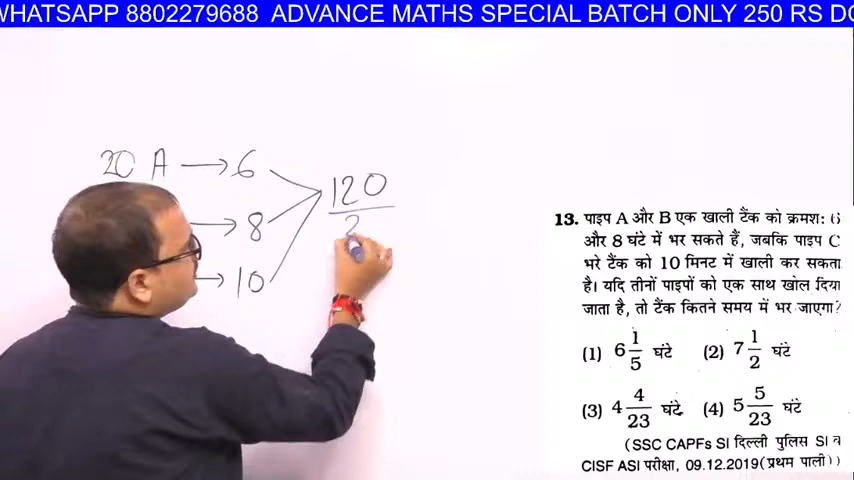 WHATSAPP 8802279688 ADVANCE MATHS SPECIAL BATCH ONLY 250 RS
20 A → 6
→ 8
→ 10
120
2
13. पाइप A और B एक खाली टैंक को क्रमश: 6
और 8 घंटे में भर सकते हैं, जबकि पाइप C
भरे टैंक को 10 मिनट में खाली कर सकता
है। यदि तीनों पाइपों को एक साथ खोल दिया
जाता है, तो टैंक कितने समय में भर जाएगा?
(1) 6 1/5 घंटे (2) 7 1/2 घंटे
(3) 4 4/23 घंटे (4) 5 5/23 घंटे
(SSC CAPFs SI दिल्ली पुलिस SI व
CISF ASI परीक्षा, 09.12.2019 (प्रथम पाली))